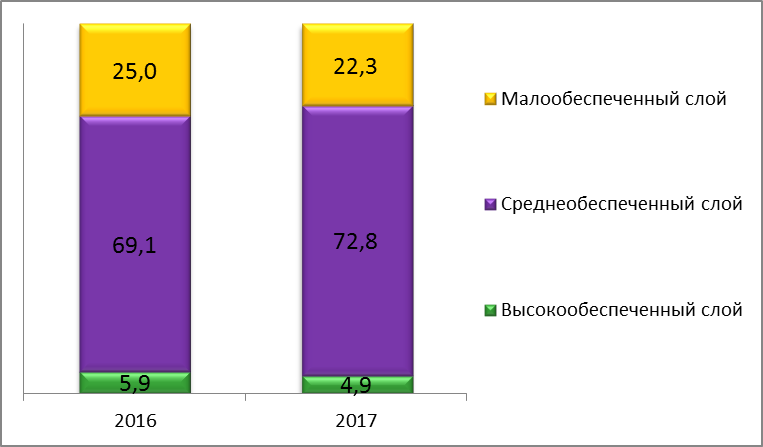 25,0
22,3
69,1
72,8
5,9
4,9
2016
2017
Малообеспеченный слой
Среднеобеспеченный слой
Высокообеспеченный слой